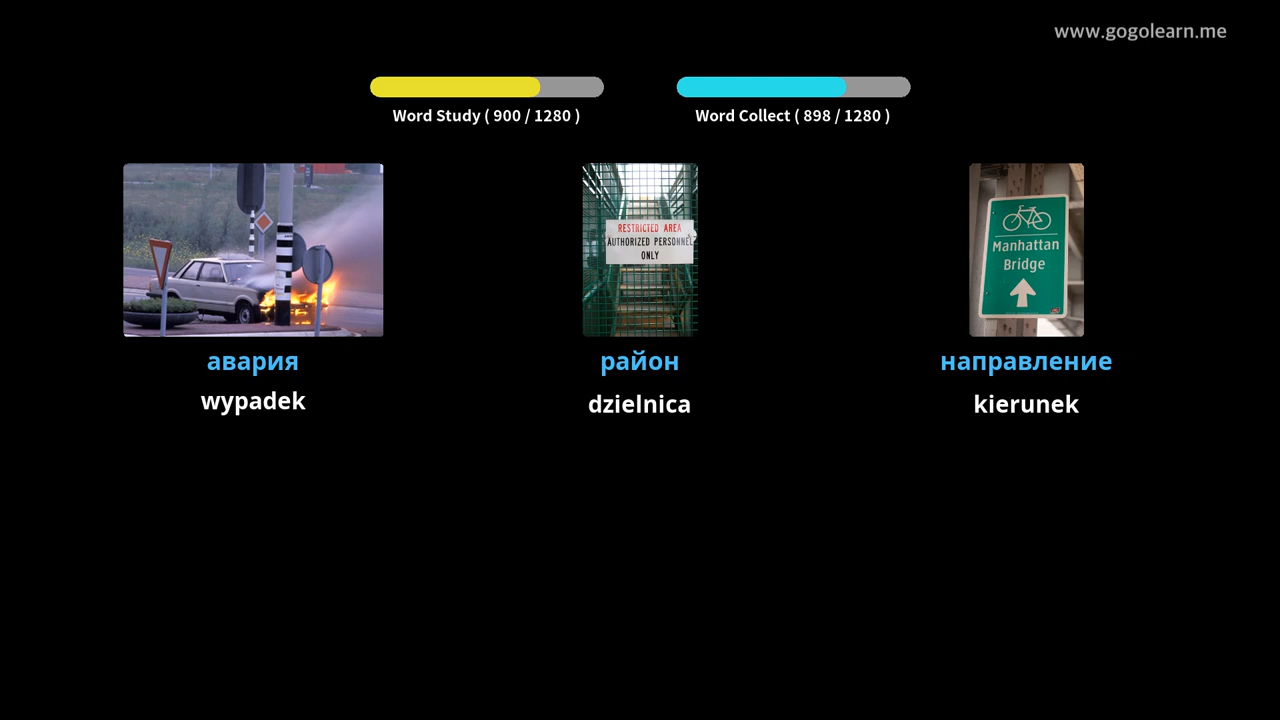 www.gogolearn.me
Word Study ( 900 / 1280 )
Word Collect ( 898 / 1280 )
RESTRICTED AREA
AUTHORIZED PERSONNEL
ONLY
Manhattan
Bridge
авария
район
направление
wypadek
dzielnica
kierunek